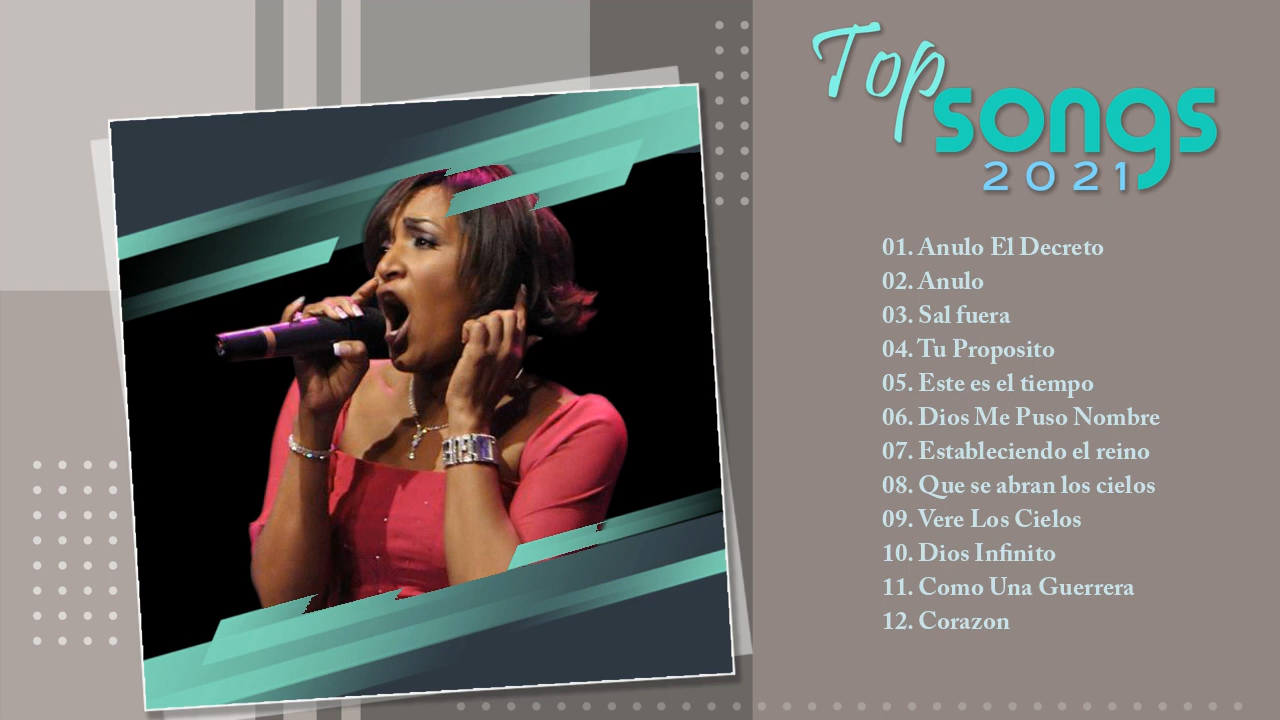 Top
songs
2021
01. Anulo El Decreto
02. Anulo
03. Sal fuera
04. Tu Proposito
05. Este es el tiempo
06. Dios Me Puso Nombre
07. Estableciendo el reino
08. Que se abran los cielos
09. Vere Los Cielos
10. Dios Infinito
11. Como Una Guerrera
12. Corazon